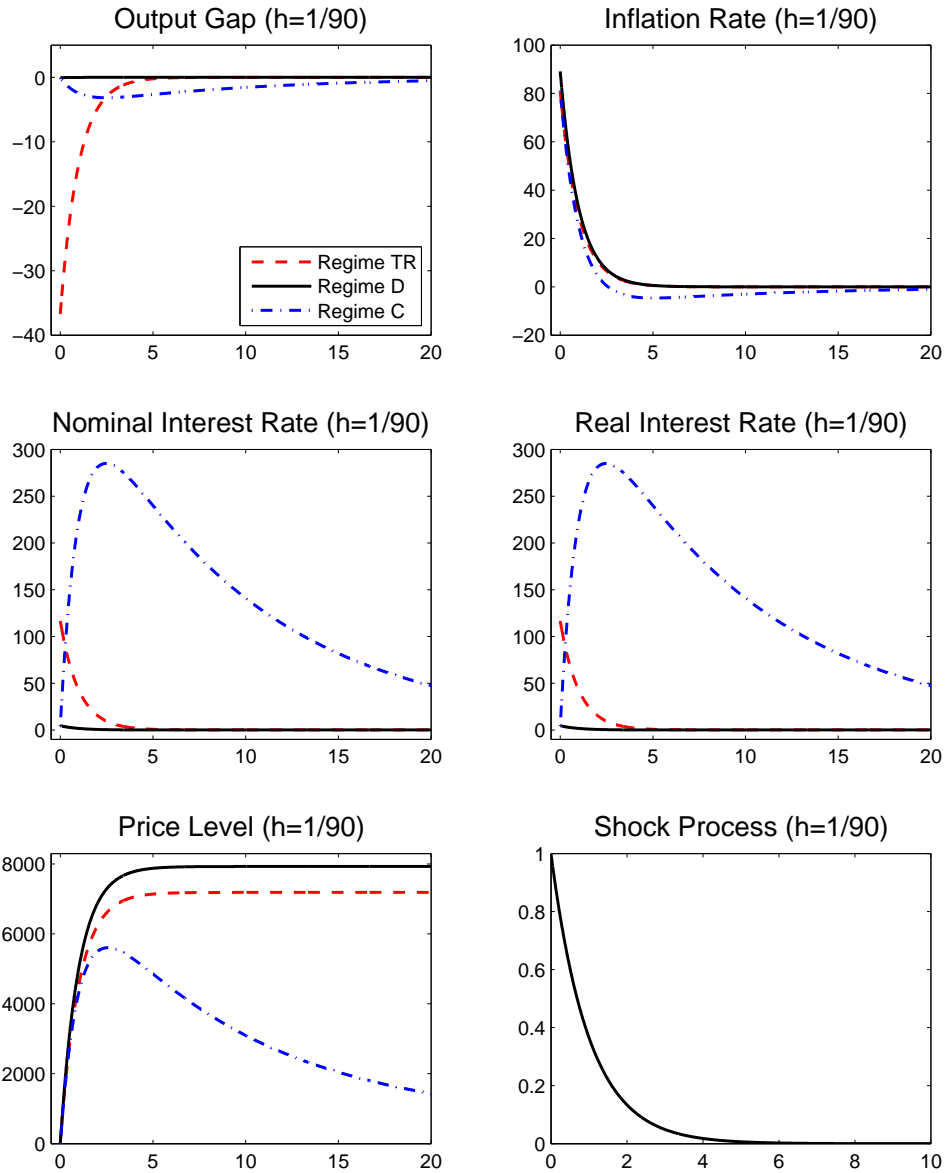 Output Gap (h=1/90)
0
−10
−20
−30
−40
0 5 10 15 20
Regime TR
Regime D
Regime C
Inflation Rate (h=1/90)
100
80
60
40
20
0
−20
0 5 10 15 20
Nominal Interest Rate (h=1/90)
300
250
200
150
100
50
0
0 5 10 15 20
Real Interest Rate (h=1/90)
300
250
200
150
100
50
0
0 5 10 15 20
Price Level (h=1/90)
8000
6000
4000
2000
0
0 5 10 15 20
Shock Process (h=1/90)
1
0.8
0.6
0.4
0.2
0
0 2 4 6 8 10